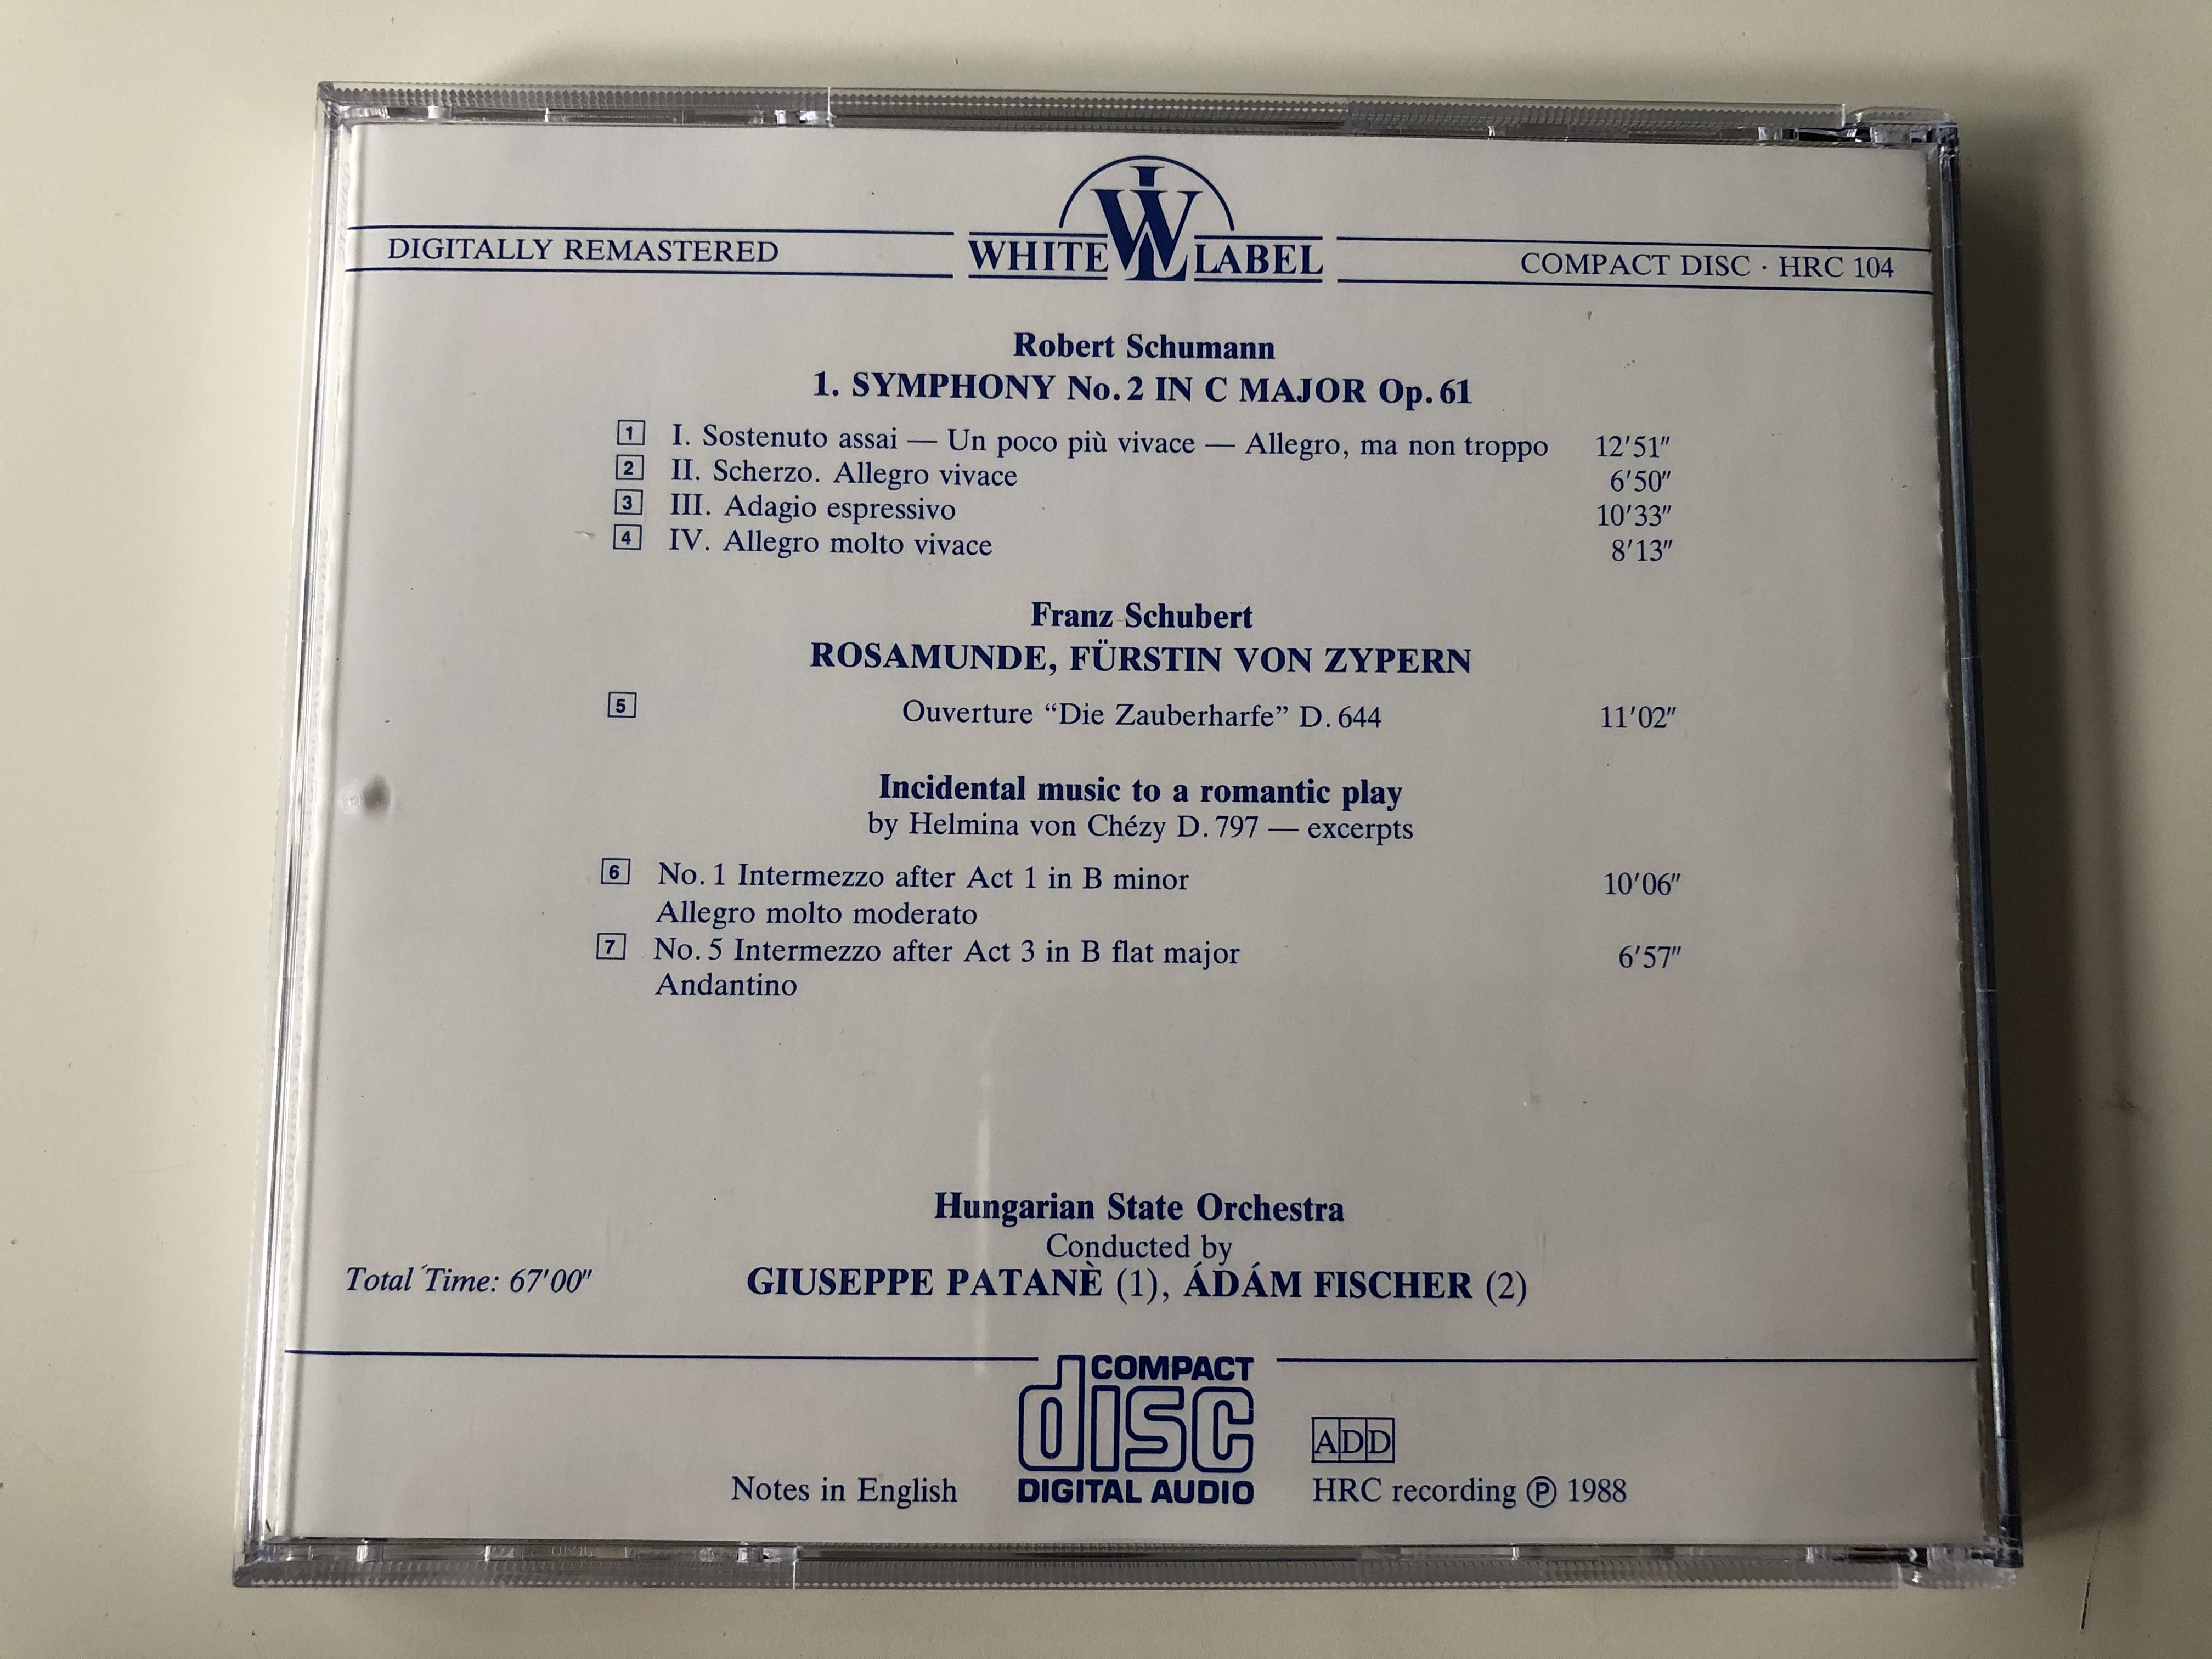 WHITE WL LABEL
DIGITALLY REMASTERED
COMPACT DISC · HRC 104
Robert Schumann
1. SYMPHONY No. 2 IN C MAJOR Op. 61
1 I. Sostenuto assai — Un poco più vivace — Allegro, ma non troppo 12'51"
2 II. Scherzo. Allegro vivace 6'50"
3 III. Adagio espressivo 10'33"
4 IV. Allegro molto vivace 8'13"
Franz Schubert
ROSAMUNDE, FÜRSTIN VON ZYPERN
5 Ouverture “Die Zauberharfe” D. 644 11'02"
Incidental music to a romantic play
by Helmina von Chézy D. 797 — excerpts
6 No. 1 Intermezzo after Act 1 in B minor 10'06"
Allegro molto moderato
7 No. 5 Intermezzo after Act 3 in B flat major 6'57"
Andantino
Hungarian State Orchestra
Conducted by
Total Time: 67'00" GIUSEPPE PATANÈ (1), ÁDÁM FISCHER (2)
COMPACT
disc
DIGITAL AUDIO
ADD
Notes in English
HRC recording ℗ 1988